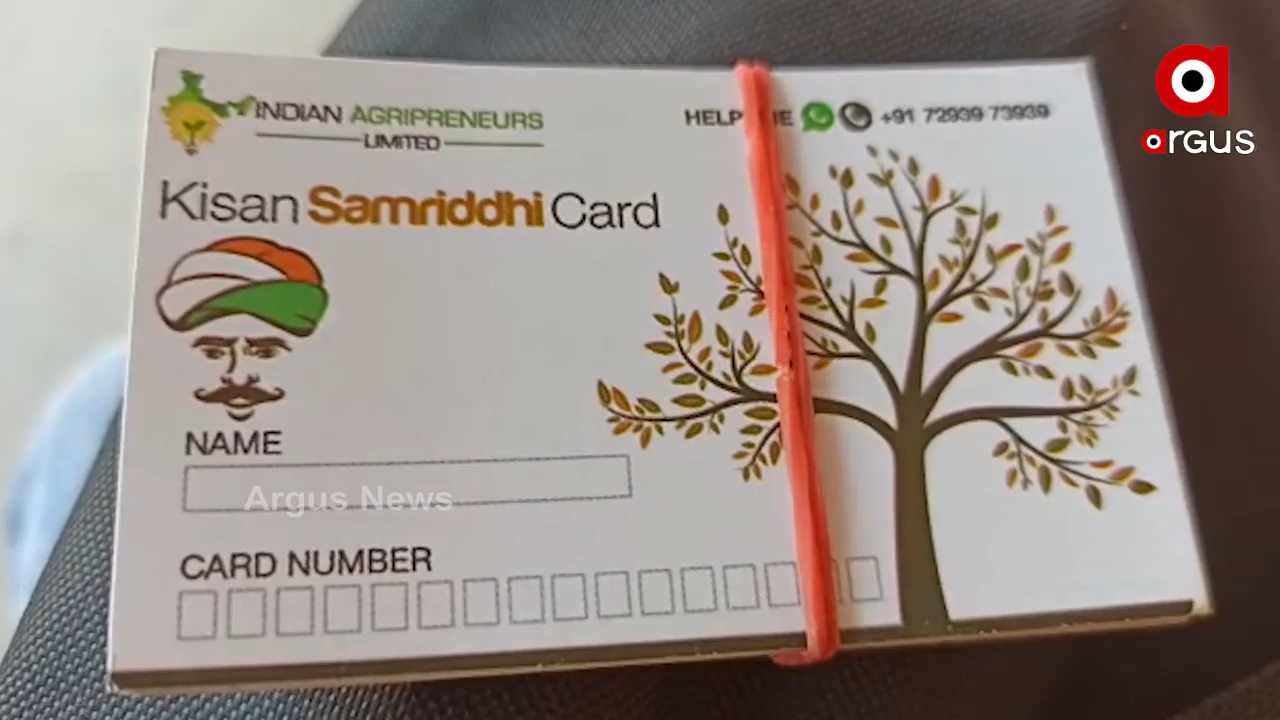 INDIAN AGRIPRENEURS
LIMITED
+91 72939 73939
Kisan Samriddhi Card
NAME
CARD NUMBER
Argus News
argus